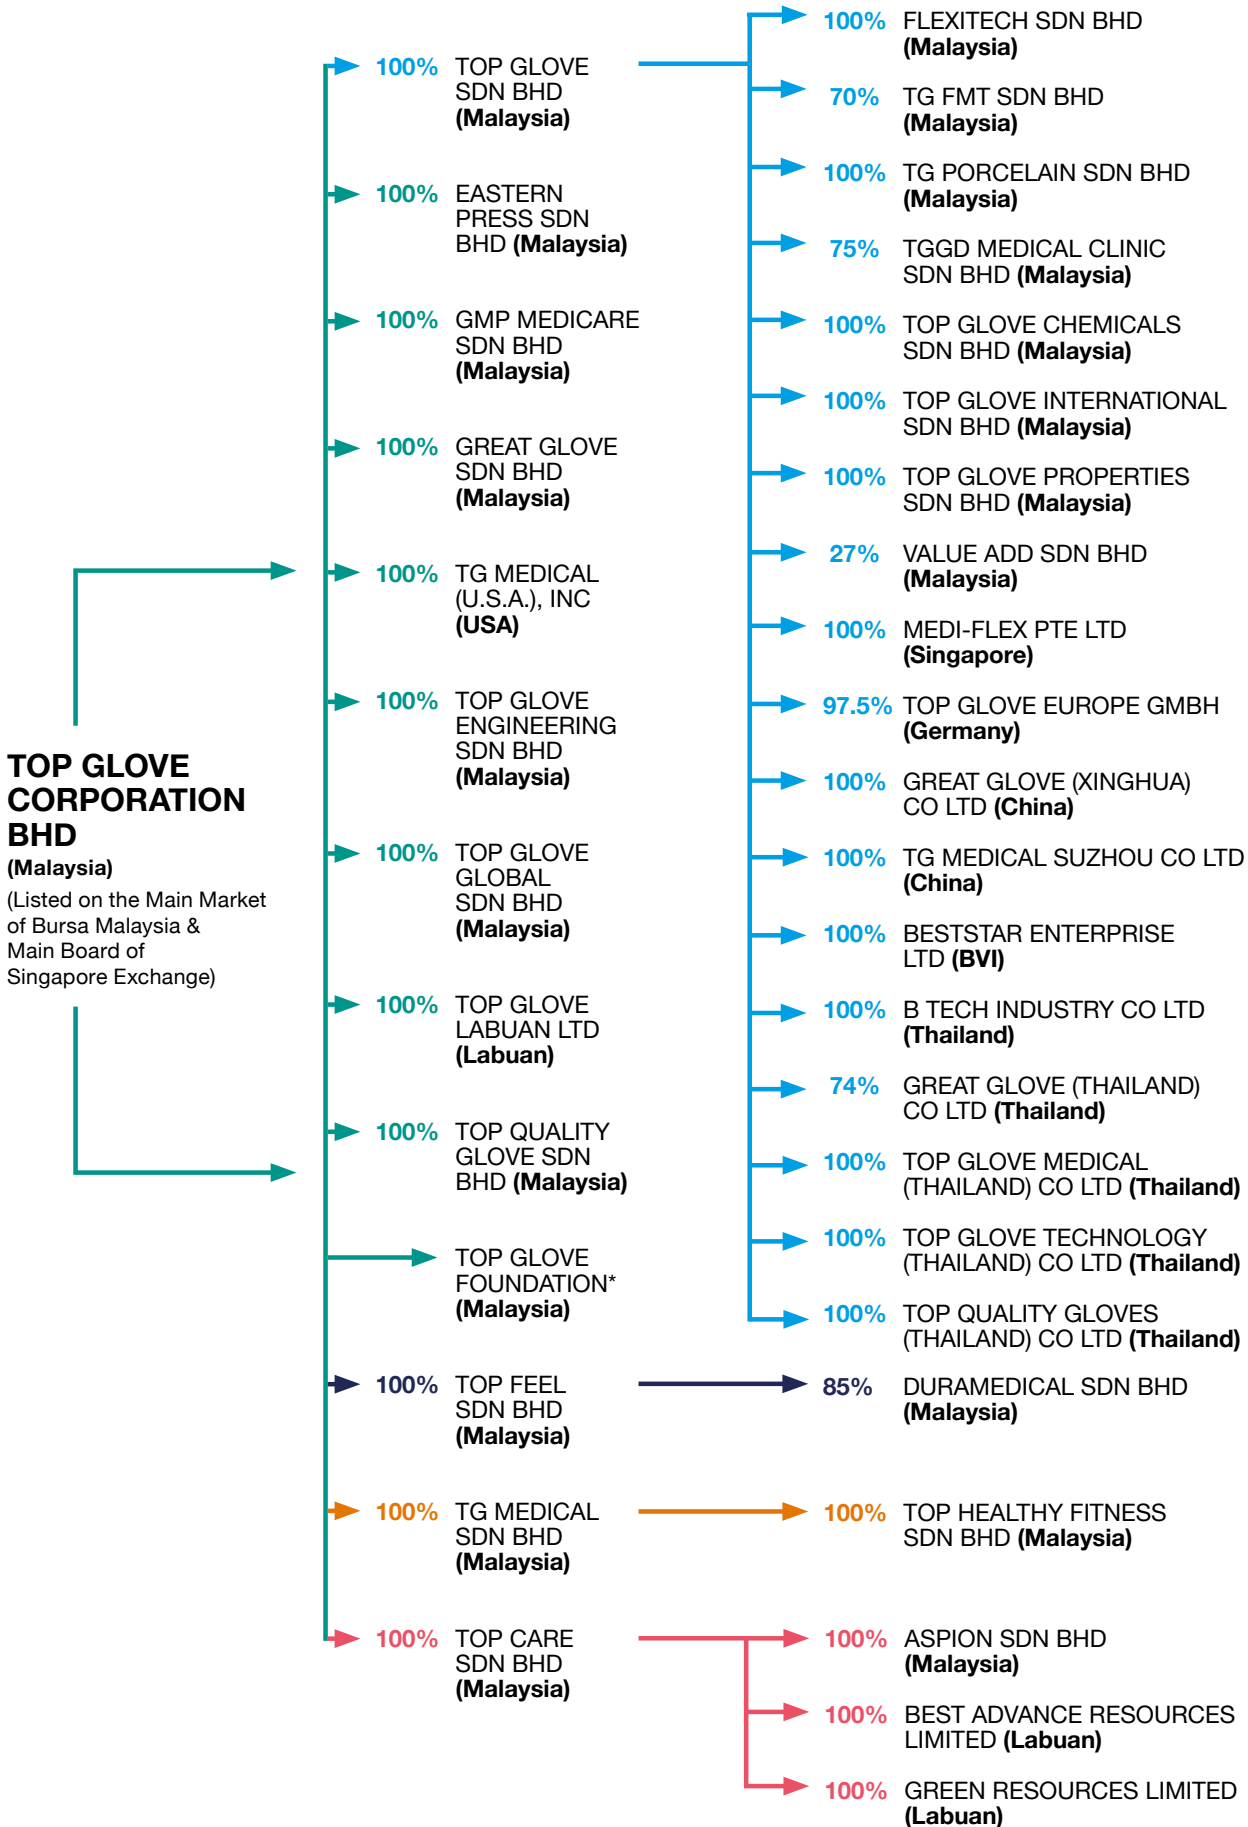 TOP GLOVE
CORPORATION
BHD
(Malaysia)
(Listed on the Main Market
of Bursa Malaysia &
Main Board of
Singapore Exchange)
100% TOP GLOVE
SDN BHD
(Malaysia)
100% EASTERN
PRESS SDN
BHD (Malaysia)
100% GMP MEDICARE
SDN BHD
(Malaysia)
100% GREAT GLOVE
SDN BHD
(Malaysia)
100% TG MEDICAL
(U.S.A.), INC
(USA)
100% TOP GLOVE
ENGINEERING
SDN BHD
(Malaysia)
100% TOP GLOVE
GLOBAL
SDN BHD
(Malaysia)
100% TOP GLOVE
LABUAN LTD
(Labuan)
100% TOP QUALITY
GLOVE SDN
BHD (Malaysia)
TOP GLOVE
FOUNDATION*
(Malaysia)
100% TOP FEEL
SDN BHD
(Malaysia)
100% TG MEDICAL
SDN BHD
(Malaysia)
100% TOP CARE
SDN BHD
(Malaysia)
100% FLEXITECH SDN BHD
(Malaysia)
70% TG FMT SDN BHD
(Malaysia)
100% TG PORCELAIN SDN BHD
(Malaysia)
75% TGGD MEDICAL CLINIC
SDN BHD (Malaysia)
100% TOP GLOVE CHEMICALS
SDN BHD (Malaysia)
100% TOP GLOVE INTERNATIONAL
SDN BHD (Malaysia)
100% TOP GLOVE PROPERTIES
SDN BHD (Malaysia)
27% VALUE ADD SDN BHD
(Malaysia)
100% MEDI-FLEX PTE LTD
(Singapore)
97.5% TOP GLOVE EUROPE GMBH
(Germany)
100% GREAT GLOVE (XINGHUA)
CO LTD (China)
100% TG MEDICAL SUZHOU CO LTD
(China)
100% BESTSTAR ENTERPRISE
LTD (BVI)
100% B TECH INDUSTRY CO LTD
(Thailand)
74% GREAT GLOVE (THAILAND)
CO LTD (Thailand)
100% TOP GLOVE MEDICAL
(THAILAND) CO LTD (Thailand)
100% TOP GLOVE TECHNOLOGY
(THAILAND) CO LTD (Thailand)
100% TOP QUALITY GLOVES
(THAILAND) CO LTD (Thailand)
85% DURAMEDICAL SDN BHD
(Malaysia)
100% TOP HEALTHY FITNESS
SDN BHD (Malaysia)
100% ASPION SDN BHD
(Malaysia)
100% BEST ADVANCE RESOURCES
LIMITED (Labuan)
100% GREEN RESOURCES LIMITED
(Labuan)